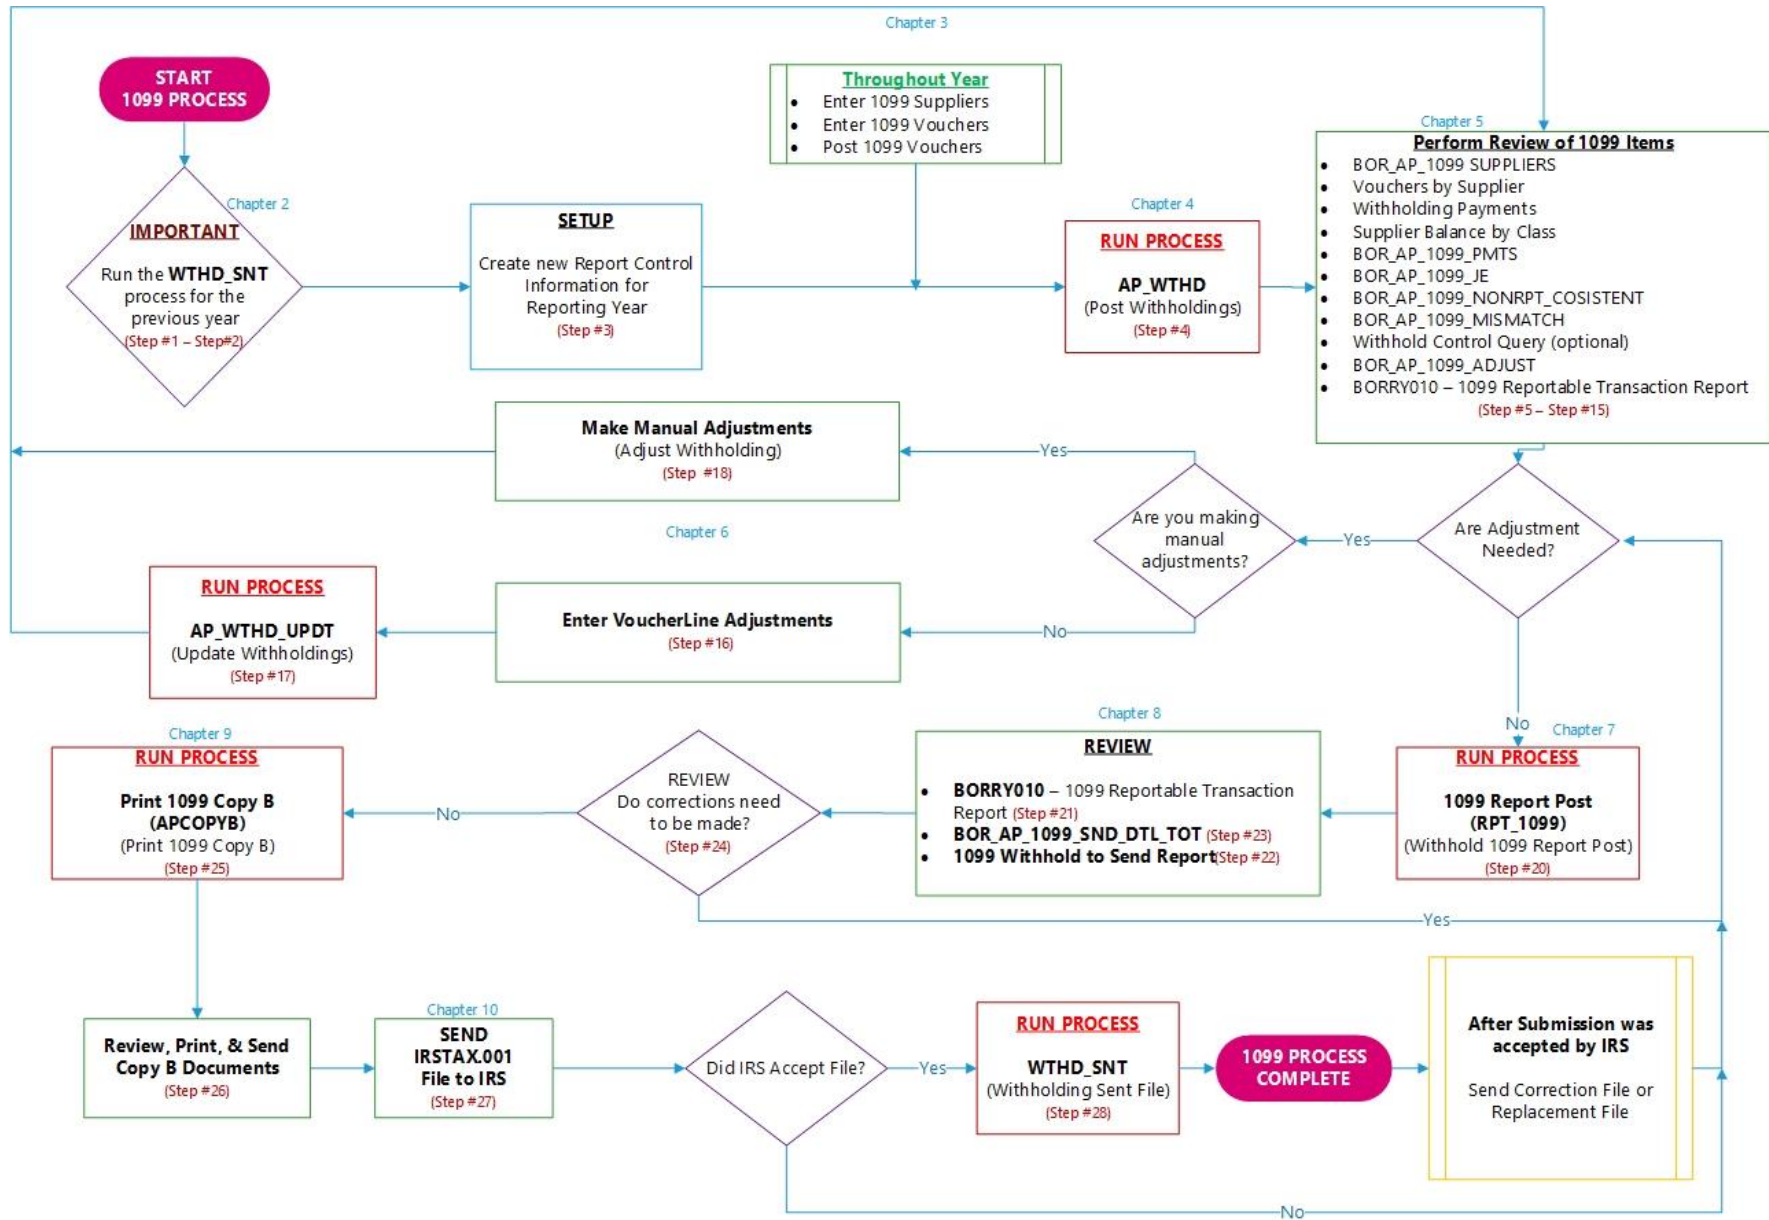 Chapter 3
START
1099 PROCESS
Throughout Year
• Enter 1099 Suppliers
• Enter 1099 Vouchers
• Post 1099 Vouchers
Chapter 2
IMPORTANT
Run the WTHD_SNT
process for the
previous year
(Step #1 – Step#2)
SETUP
Create new Report Control
Information for
Reporting Year
(Step #3)
Chapter 4
RUN PROCESS
AP_WTHD
(Post Withholdings)
(Step #4)
Chapter 5
Perform Review of 1099 Items
• BOR_AP_1099 SUPPLIERS
• Vouchers by Supplier
• Withholding Payments
• Supplier Balance by Class
• BOR_AP_1099_PMTS
• BOR_AP_1099_JE
• BOR_AP_1099_NONRPT_COSISTENT
• BOR_AP_1099_MISMATCH
• Withhold Control Query (optional)
• BOR_AP_1099_ADJUST
• BORRY010 – 1099 Reportable Transaction Report
(Step #5 – Step #15)
Make Manual Adjustments
(Adjust Withholding)
(Step #18)
Yes
Are you making
manual
adjustments?
Yes
Are Adjustment
Needed?
Chapter 6
RUN PROCESS
AP_WTHD_UPDT
(Update Withholdings)
(Step #17)
Enter VoucherLine Adjustments
(Step #16)
No
No
Chapter 7
RUN PROCESS
1099 Report Post
(RPT_1099)
(Withhold 1099 Report Post)
(Step #20)
Chapter 8
REVIEW
• BORRY010 – 1099 Reportable Transaction
Report (Step #21)
• BOR_AP_1099_SND_DTL_TOT (Step #23)
• 1099 Withhold to Send Report(Step #22)
REVIEW
Do corrections need
to be made?
(Step #24)
No
Yes
Chapter 9
RUN PROCESS
Print 1099 Copy B
(APCOPYB)
(Print 1099 Copy B)
(Step #25)
Review, Print, & Send
Copy B Documents
(Step #26)
Chapter 10
SEND
IRSTAX.001
File to IRS
(Step #27)
Did IRS Accept File?
Yes
RUN PROCESS
WTHD_SNT
(Withholding Sent File)
(Step #28)
1099 PROCESS
COMPLETE
After Submission was
accepted by IRS
Send Correction File or
Replacement File
No